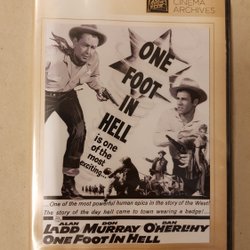 CINEMA
ARCHIVES
ONE
FOOT
IN
HELL
is one
of the
most
exciting...
One of the most powerful human epics in the story of the West!
The story of the day hell came to town wearing a badge!..
ALAN DON DAN
LADD MURRAY O'HERLIHY
ONE FOOT IN HELL